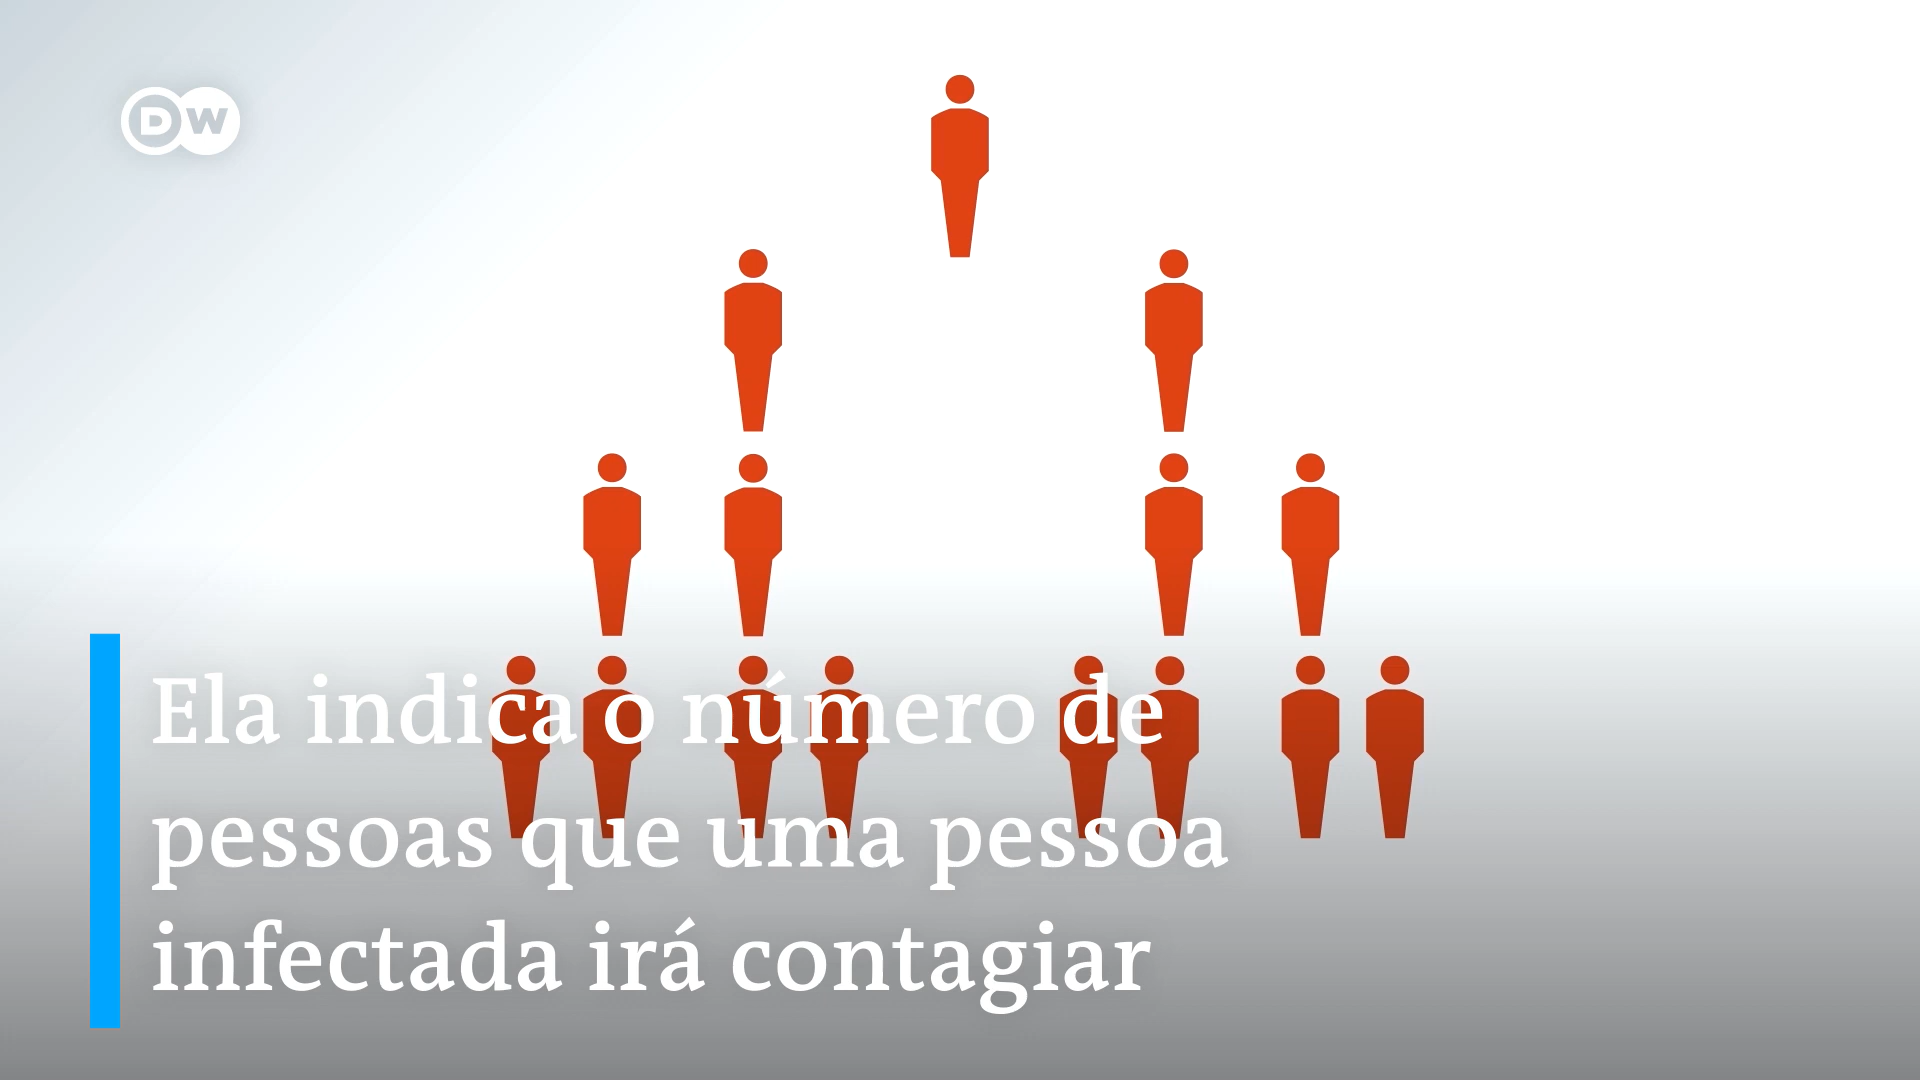 DW
Ela indica o número de
pessoas que uma pessoa
infectada irá contagiar